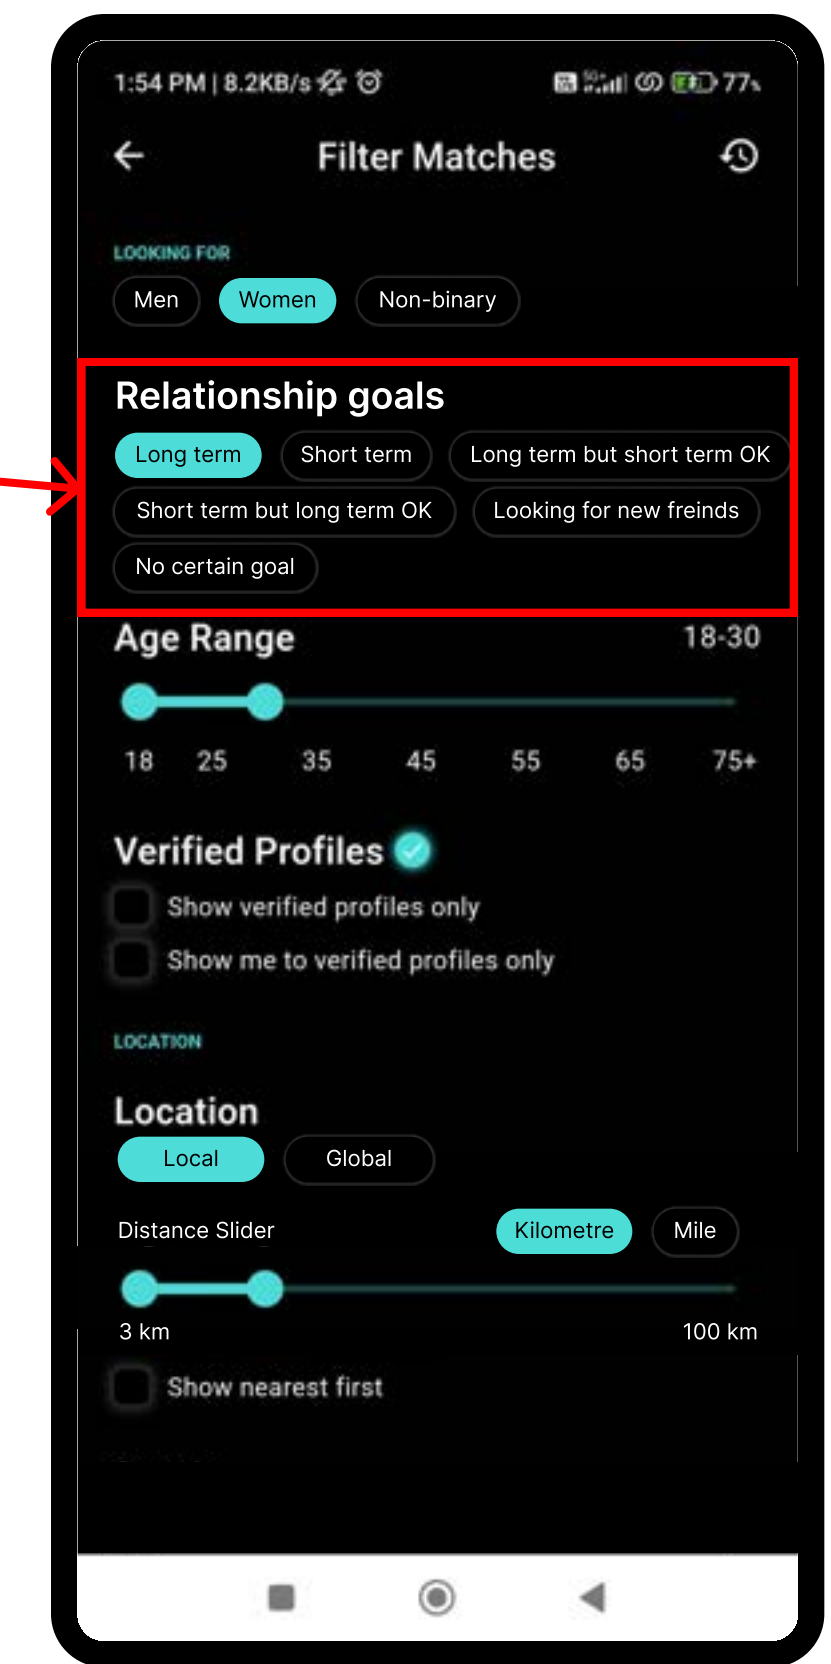 1:54 PM | 8.2KB/s 77%
Filter Matches
LOOKING FOR
Men Women Non-binary
Relationship goals
Long term Short term Long term but short term OK
Short term but long term OK Looking for new freinds
No certain goal
Age Range 18-30
18 25 35 45 55 65 75+
Verified Profiles
Show verified profiles only
Show me to verified profiles only
LOCATION
Location
Local Global
Distance Slider Kilometre Mile
3 km 100 km
Show nearest first